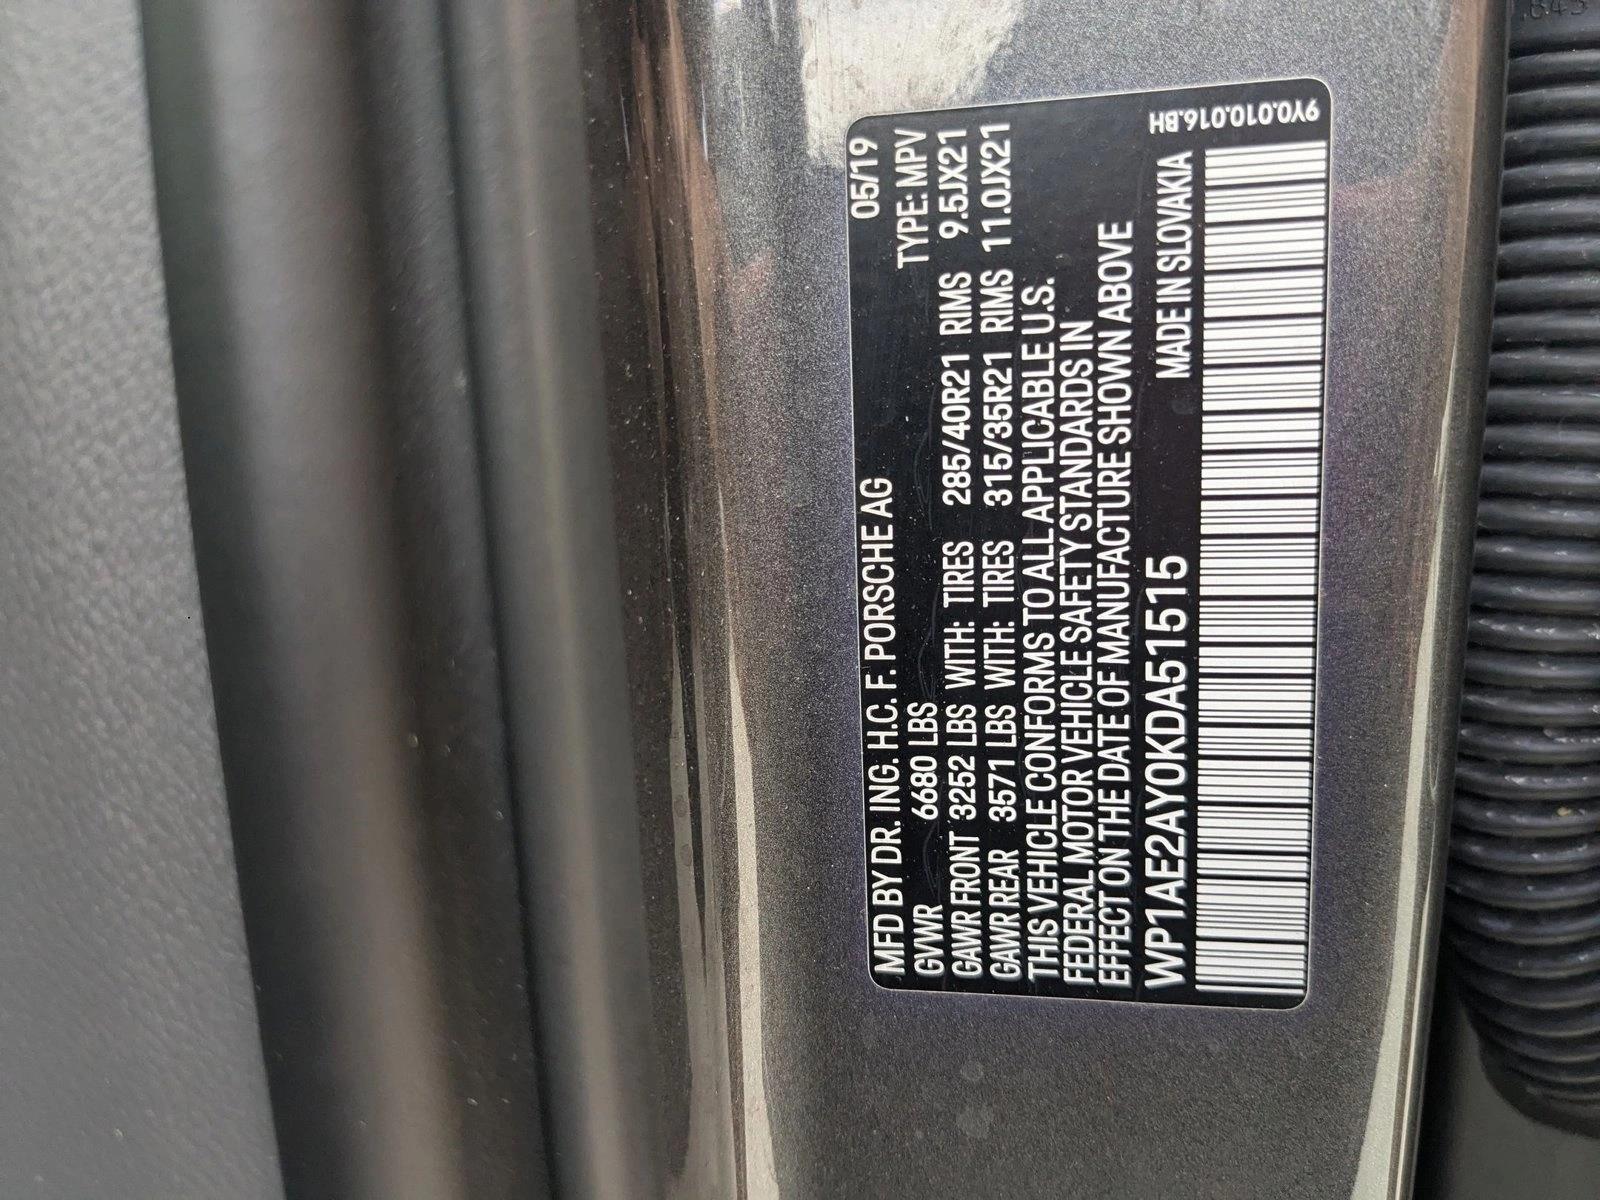 MFD BY DR. ING. H.C. F. PORSCHE AG 05/19
GVWR 6680 LBS TYPE: MPV
GAWR FRONT 3252 LBS WITH: TIRES 285/40R21 RIMS 9.5JX21
GAWR REAR 3571 LBS WITH: TIRES 315/35R21 RIMS 11.0JX21
THIS VEHICLE CONFORMS TO ALL APPLICABLE U.S.
FEDERAL MOTOR VEHICLE SAFETY STANDARDS IN
EFFECT ON THE DATE OF MANUFACTURE SHOWN ABOVE
WP1AE2AY0KDA51515 MADE IN SLOVAKIA
9Y0.010.016.BH